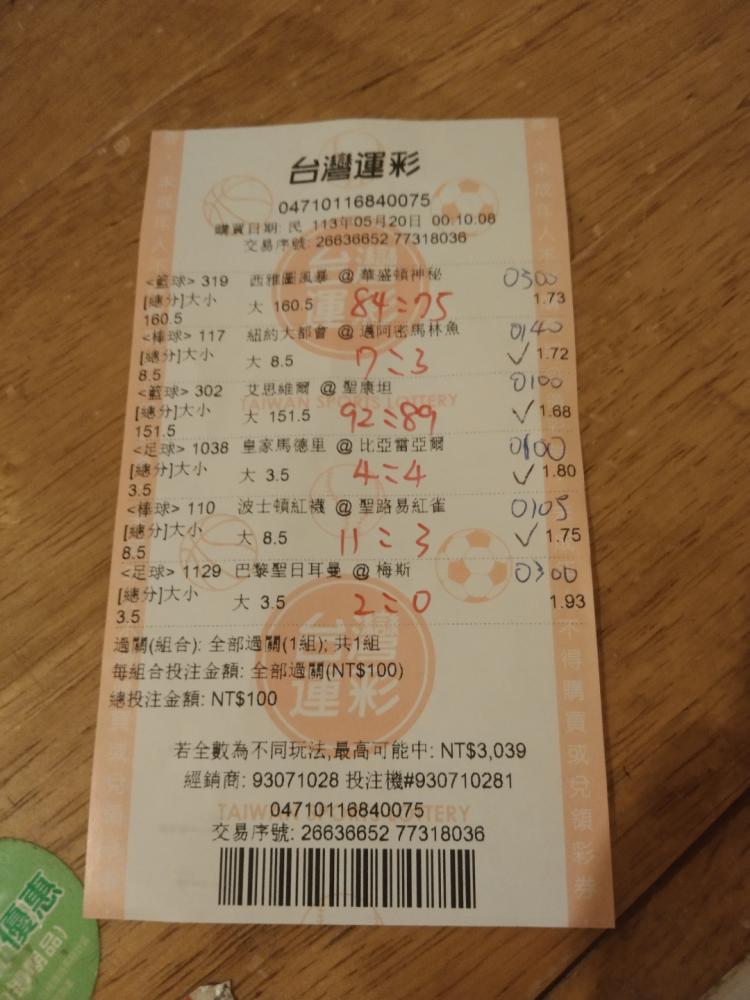 台灣運彩
04710116840075
購買日期: 民 113年05月20日 00.10.08
交易序號: 26636652 77318036
<籃球> 319 西雅圖風暴 @ 華盛頓神秘 0300
[總分]大小 大 160.5 84:75 1.73
160.5
<棒球> 117 紐約大都會 @ 邁阿密馬林魚 0140
[總分]大小 大 8.5 7:3 ✓ 1.72
8.5
<籃球> 302 艾思維爾 @ 聖康坦 0100
TAIWAN SPORTS LOTTERY
[總分]大小 大 151.5 92:89 ✓ 1.68
151.5
<足球> 1038 皇家馬德里 @ 比亞雷亞爾 0100
[總分]大小 大 3.5 4:4 ✓ 1.80
3.5
<棒球> 110 波士頓紅襪 @ 聖路易紅雀 0105
[總分]大小 大 8.5 11:3 ✓ 1.75
8.5
<足球> 1129 巴黎聖日耳曼 @ 梅斯 0300
[總分]大小 大 3.5 2:0 1.93
3.5
過關(組合): 全部過關(1組); 共1組
每組合投注金額: 全部過關(NT$100)
總投注金額: NT$100
台灣
運彩
若全數為不同玩法,最高可能中: NT$3,039
經銷商: 93071028 投注機#930710281
04710116840075
TAIWAN SPORTS LOTTERY
交易序號: 26636652 77318036
不得購買或兌領彩券
優惠